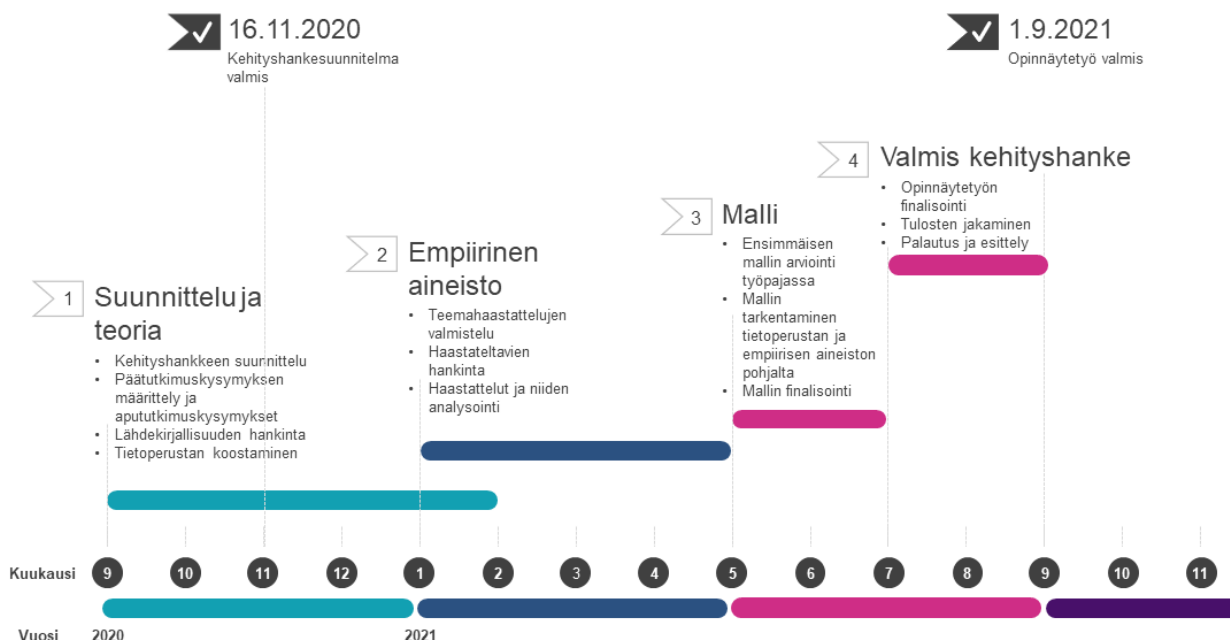 16.11.2020
Kehityshankesuunnitelma
valmis
1.9.2021
Opinnäytetyö valmis
1
Suunnittelu ja
teoria
• Kehityshankkeen suunnittelu
• Päätutkimuskysymyksen
määrittely ja
aputukimuskysymykset
• Lähdekirjallisuuden hankinta
• Tietoperustan koostaminen
2
Empiirinen
aineisto
• Teemahaastattelujen
valmistelu
• Haastateltavien
hankinta
• Haastattelut ja niiden
analysointi
3
Malli
• Ensimmäisen
mallin arviointi
työpajassa
• Mallin
tarkentaminen
tietoperustan ja
empiirisen aineiston
pohjalta
• Mallin finalisointi
4
Valmis kehityshanke
• Opinnäytetyön
finalisointi
• Tulosten jakaminen
• Palautus ja esittely
Kuukausi 9 10 11 12 1 2 3 4 5 6 7 8 9 10 11
Vuosi 2020 2021